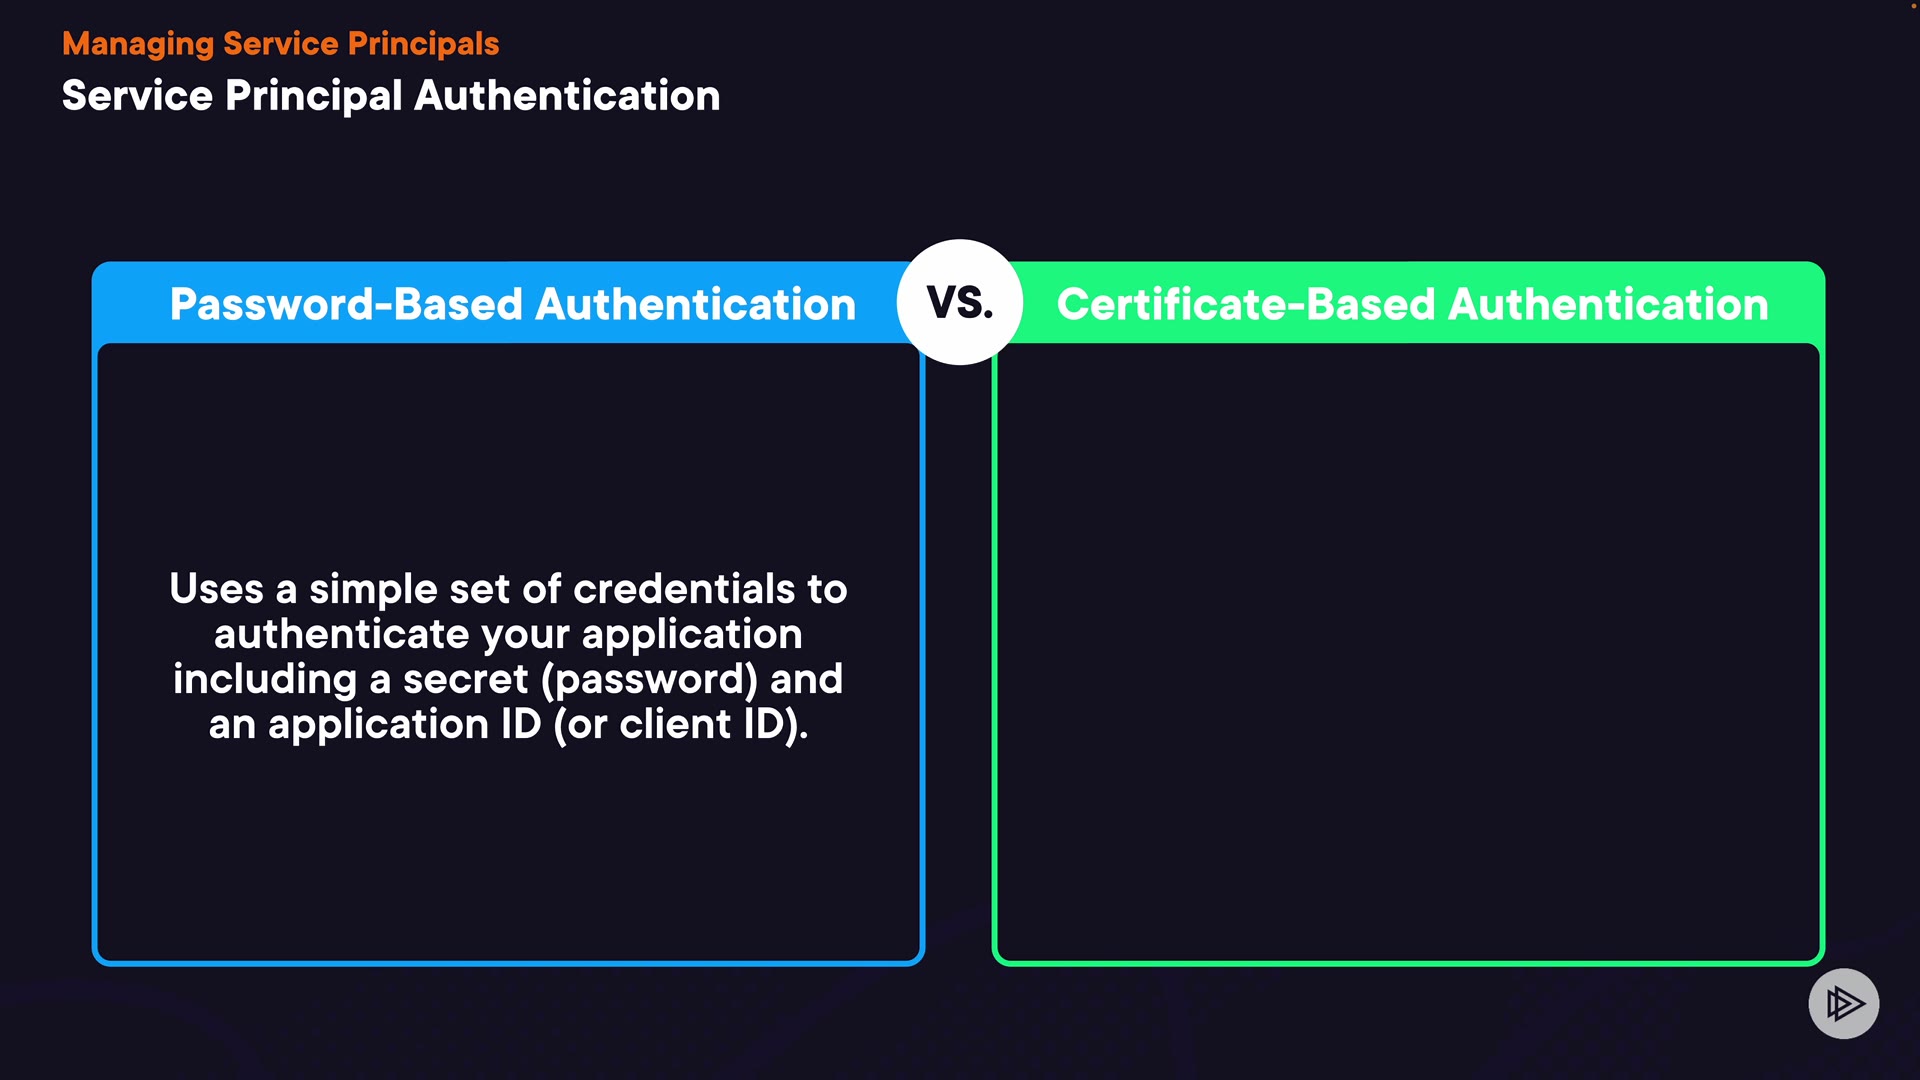 Managing Service Principals
Service Principal Authentication
Password-Based Authentication
VS.
Certificate-Based Authentication
Uses a simple set of credentials to
authenticate your application
including a secret (password) and
an application ID (or client ID).